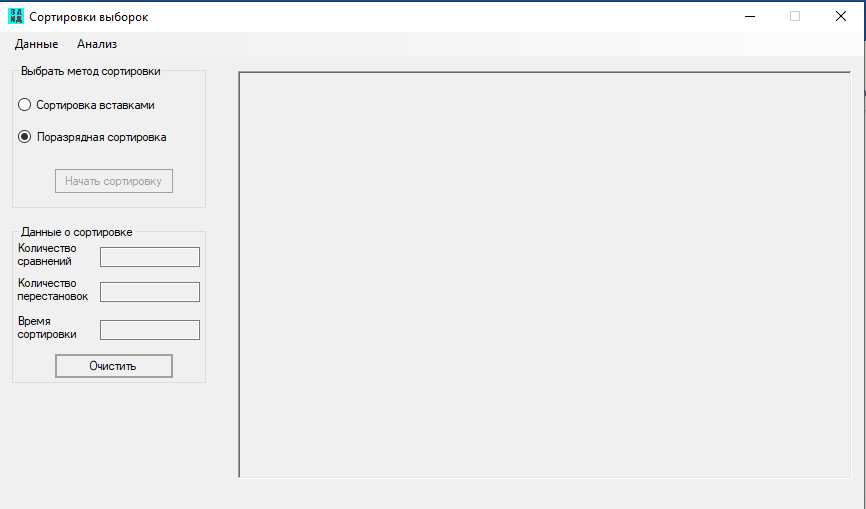 Сортировки выборок
Данные Анализ
Выбрать метод сортировки
Сортировка вставками
Поразрядная сортировка
Начать сортировку
Данные о сортировке
Количество
сравнений
Количество
перестановок
Время
сортировки
Очистить